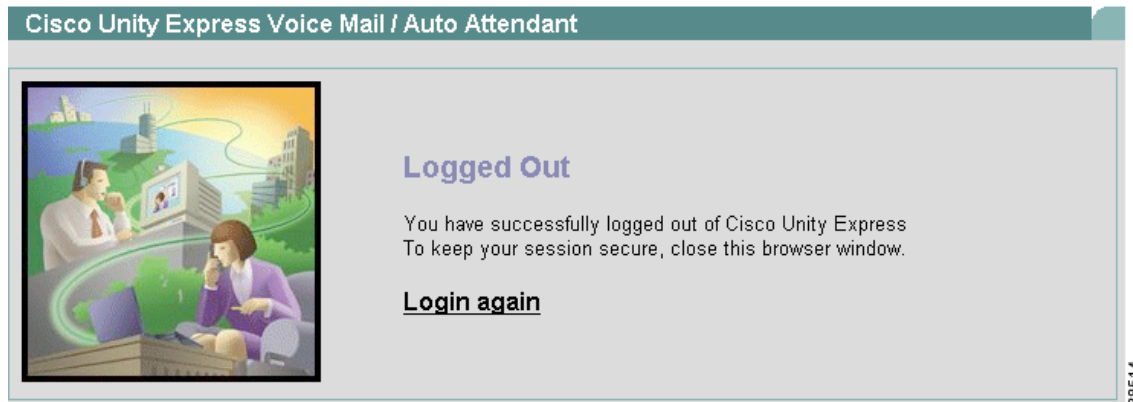 Cisco Unity Express Voice Mail / Auto Attendant
Logged Out
You have successfully logged out of Cisco Unity Express
To keep your session secure, close this browser window.
Login again